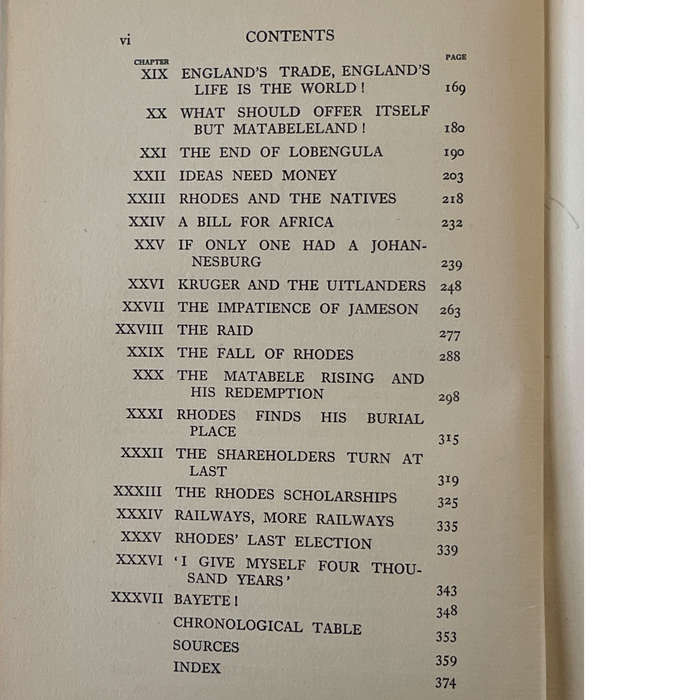 vi CONTENTS
CHAPTER PAGE
XIX ENGLAND'S TRADE, ENGLAND'S
LIFE IS THE WORLD! 169
XX WHAT SHOULD OFFER ITSELF
BUT MATABELELAND! 180
XXI THE END OF LOBENGULA 190
XXII IDEAS NEED MONEY 203
XXIII RHODES AND THE NATIVES 218
XXIV A BILL FOR AFRICA 232
XXV IF ONLY ONE HAD A JOHAN-
NESBURG 239
XXVI KRUGER AND THE UITLANDERS 248
XXVII THE IMPATIENCE OF JAMESON 263
XXVIII THE RAID 277
XXIX THE FALL OF RHODES 288
XXX THE MATABELE RISING AND
HIS REDEMPTION 298
XXXI RHODES FINDS HIS BURIAL
PLACE 315
XXXII THE SHAREHOLDERS TURN AT
LAST 319
XXXIII THE RHODES SCHOLARSHIPS 325
XXXIV RAILWAYS, MORE RAILWAYS 335
XXXV RHODES' LAST ELECTION 339
XXXVI 'I GIVE MYSELF FOUR THOU-
SAND YEARS' 343
XXXVII BAYETE! 348
CHRONOLOGICAL TABLE 353
SOURCES 359
INDEX 374